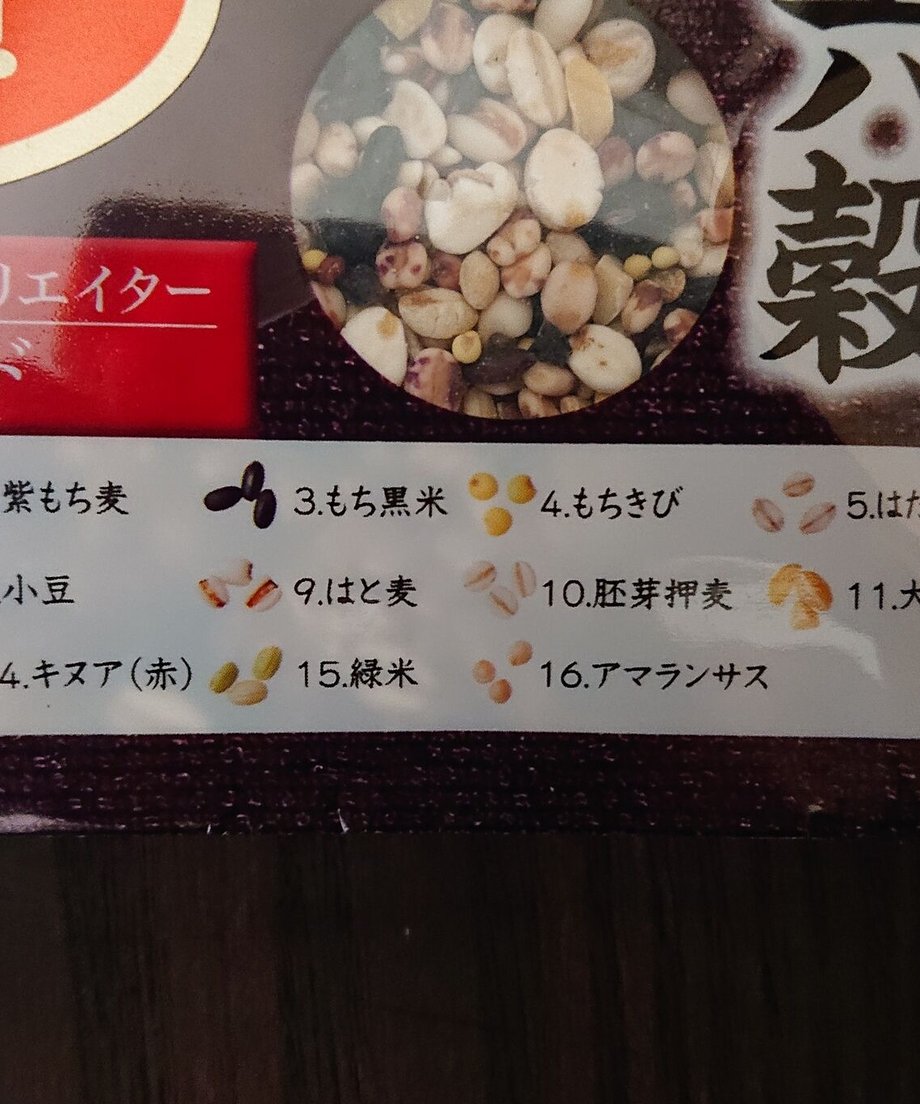 リエイター
穀
紫もち麦 3.もち黒米 4.もちきび 5.はだ
小豆 9.はと麦 10.胚芽押麦 11.大
4.キヌア(赤) 15.緑米 16.アマランサス